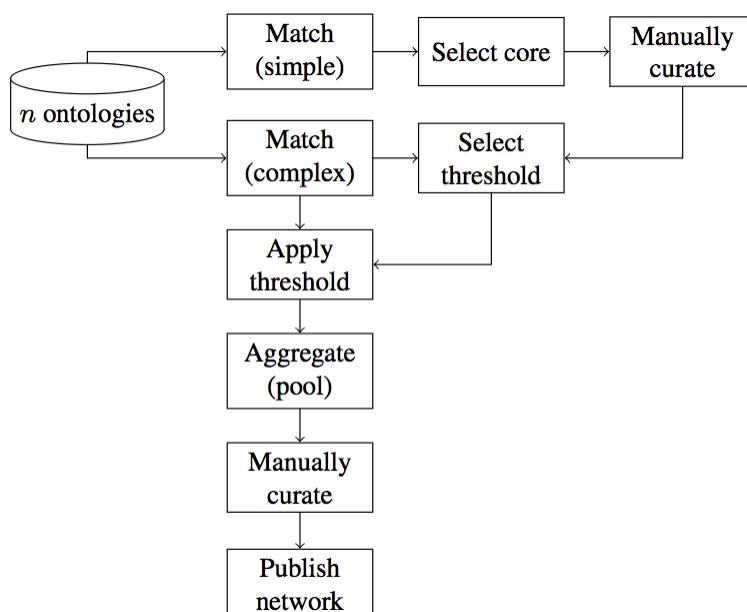 Match
(simple)
Select core
Manually
curate
n ontologies
Match
(complex)
Select
threshold
Apply
threshold
Aggregate
(pool)
Manually
curate
Publish
network